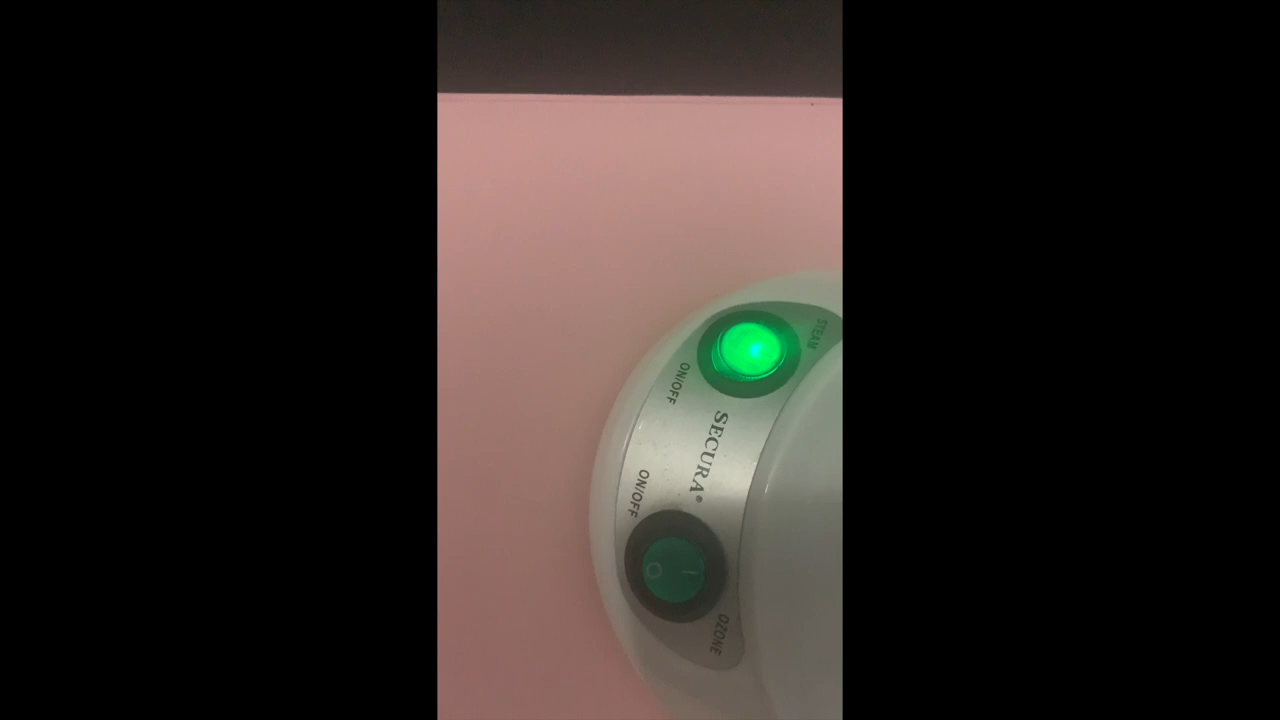 STEAM
ON/OFF
SECURA®
ON/OFF
O I
OZONE